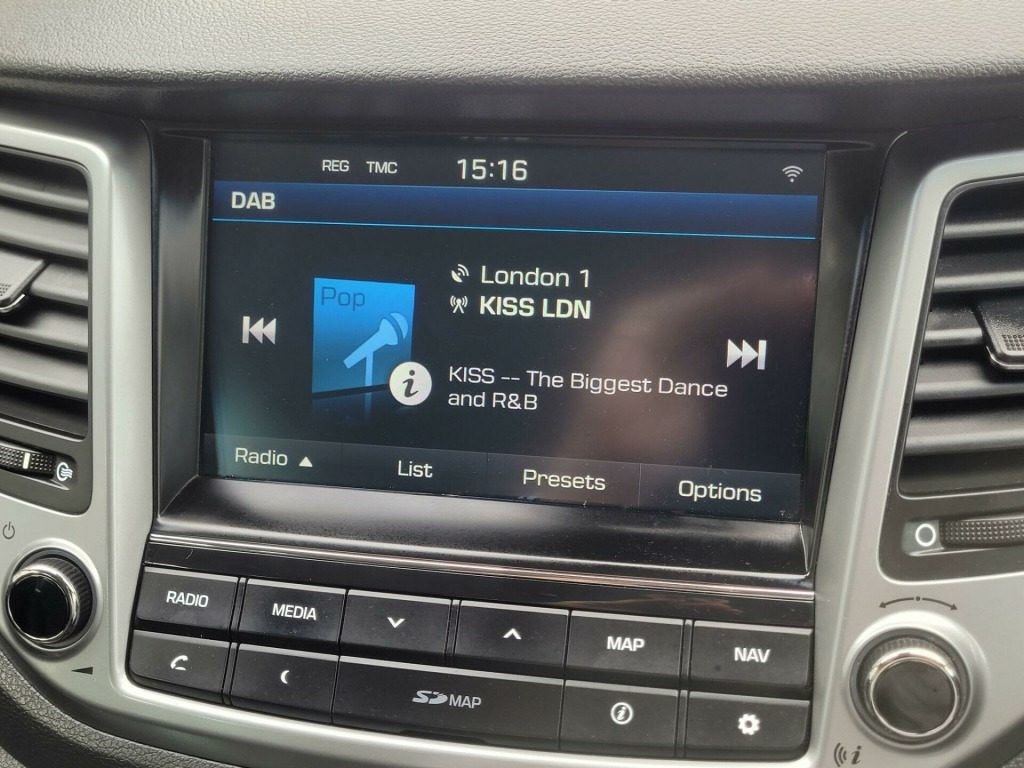 REG TMC 15:16
DAB
Pop
London 1
KISS LDN
KISS -- The Biggest Dance
and R&B
Radio List Presets Options
RADIO MEDIA MAP NAV
SD MAP
i